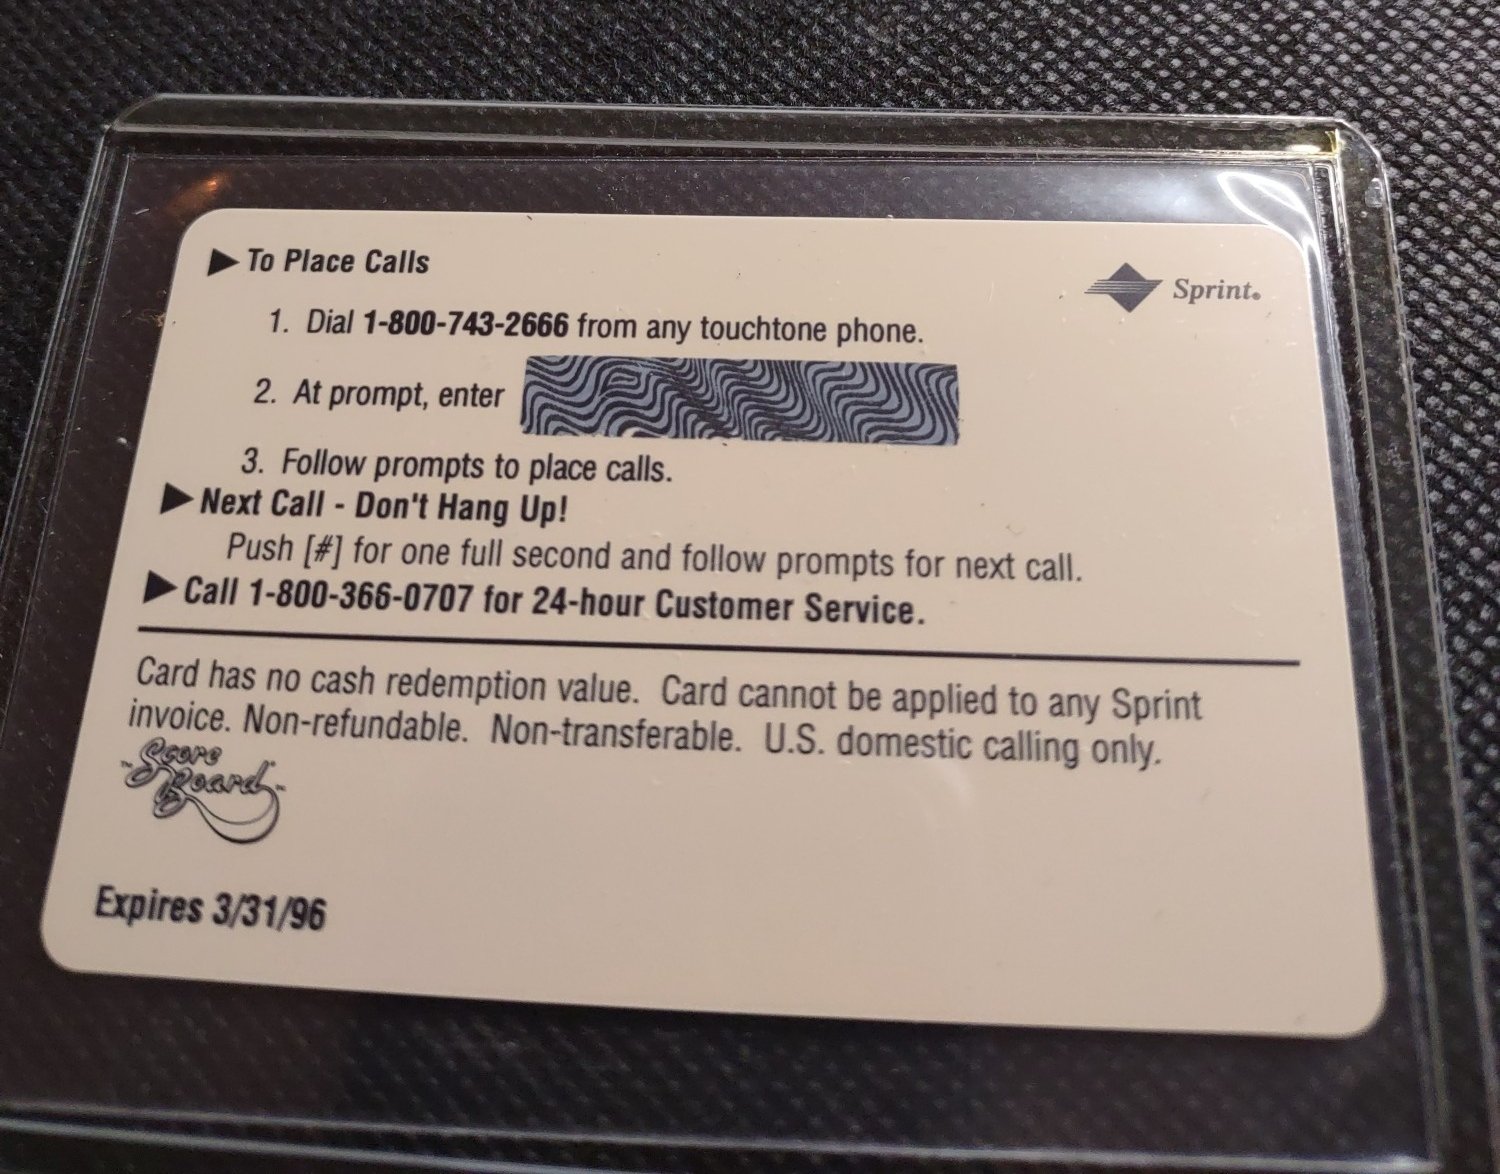 ▶ To Place Calls
Sprint®
1. Dial 1-800-743-2666 from any touchtone phone.
2. At prompt, enter
3. Follow prompts to place calls.
▶ Next Call - Don't Hang Up!
Push [#] for one full second and follow prompts for next call.
▶ Call 1-800-366-0707 for 24-hour Customer Service.
Card has no cash redemption value. Card cannot be applied to any Sprint
invoice. Non-refundable. Non-transferable. U.S. domestic calling only.
Score
Board™
Expires 3/31/96